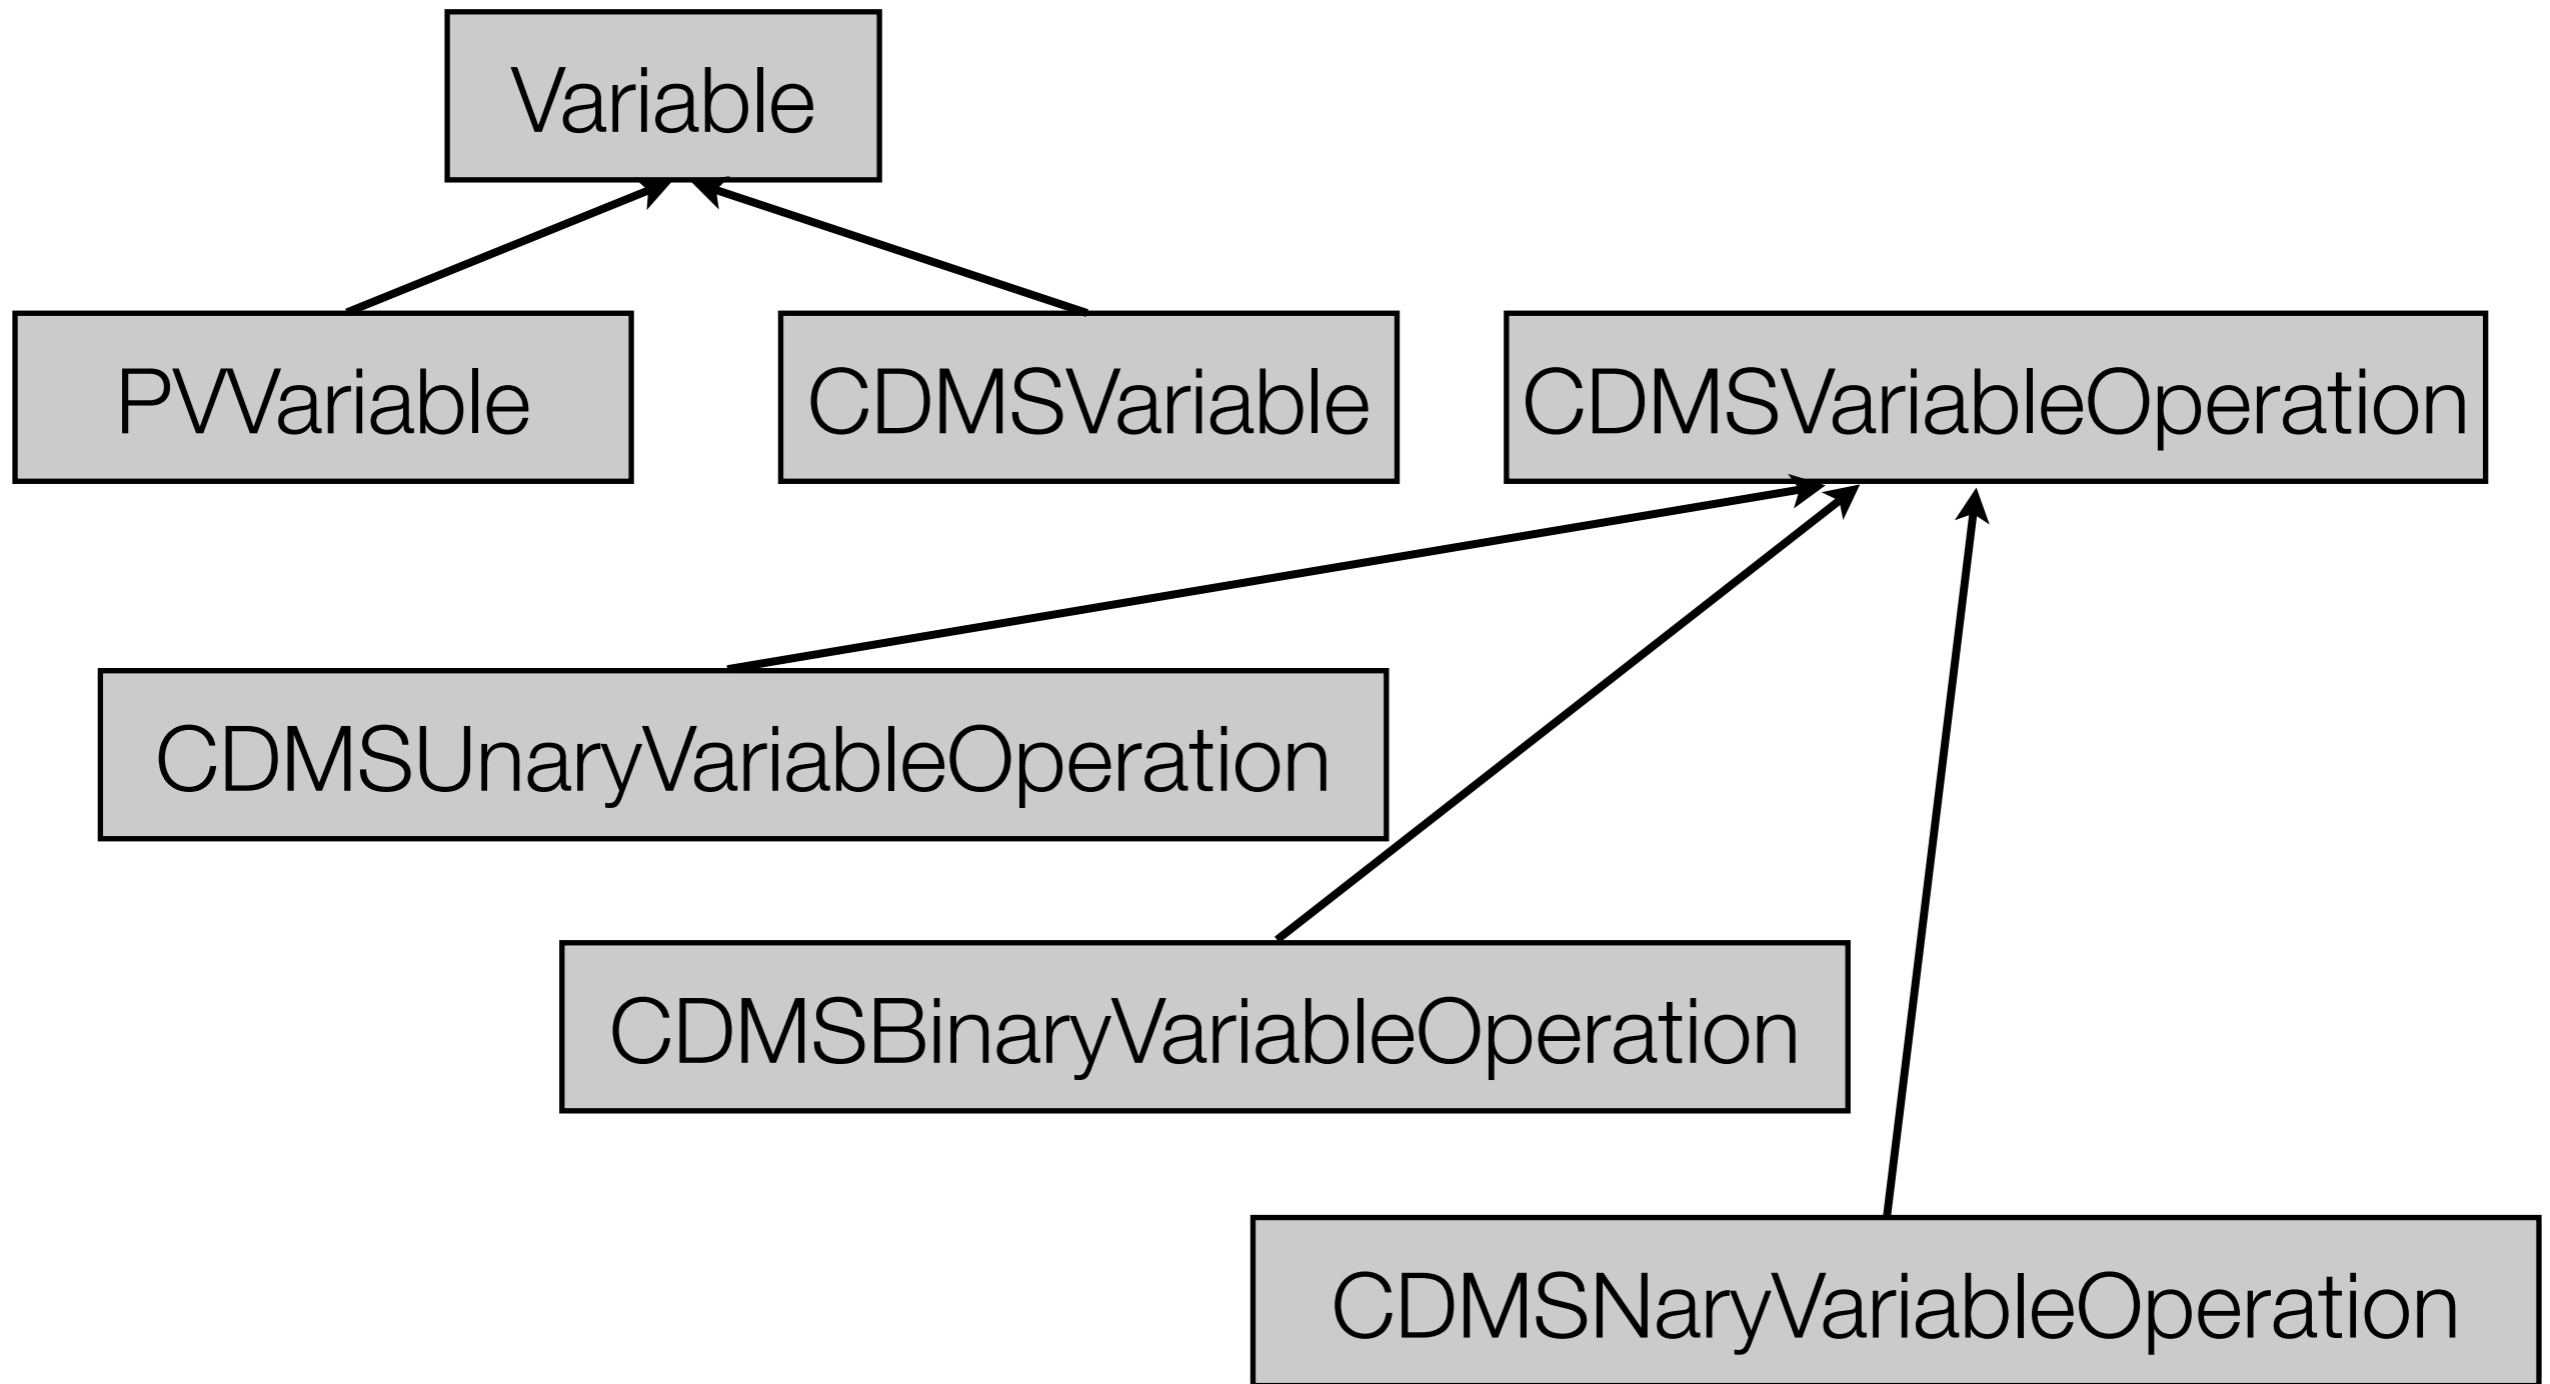 Variable
PVVariable
CDMSVariable
CDMSVariableOperation
CDMSUnaryVariableOperation
CDMSBinaryVariableOperation
CDMSNaryVariableOperation